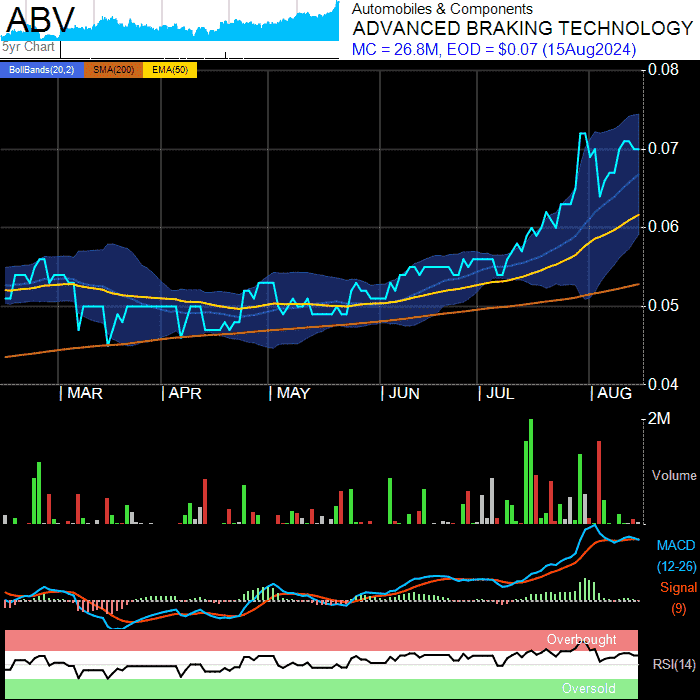 ABV
5yr Chart
Automobiles & Components
ADVANCED BRAKING TECHNOLOGY
MC = 26.8M, EOD = $0.07 (15Aug2024)
BollBands(20,2) SMA(200) EMA(50)
0.08
0.07
0.06
0.05
0.04
MAR APR MAY JUN JUL AUG
2M
Volume
MACD
(12-26)
Signal
(9)
Overbought
RSI(14)
Oversold